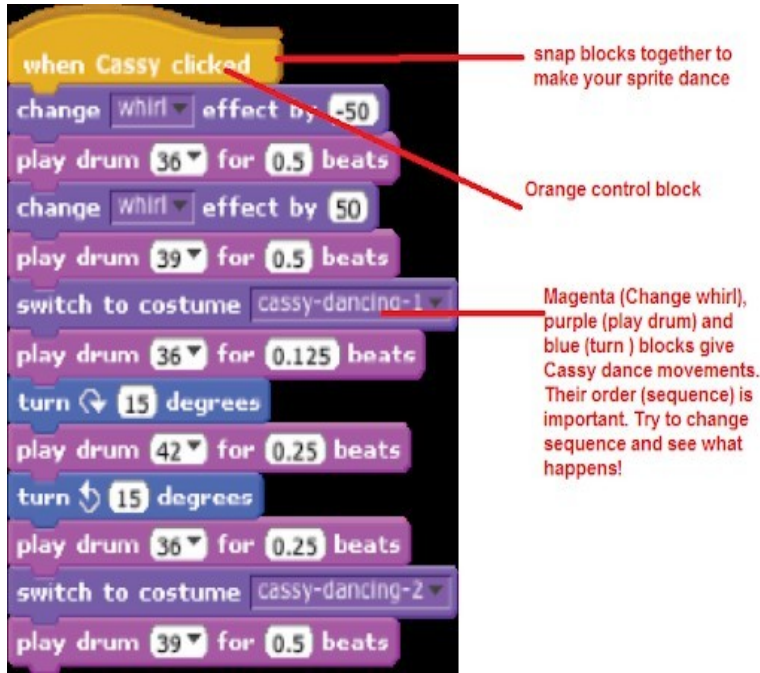 when Cassy clicked
change whirl effect by -50
play drum 36 for 0.5 beats
change whirl effect by 50
play drum 39 for 0.5 beats
switch to costume cassy-dancing-1
play drum 36 for 0.125 beats
turn 15 degrees
play drum 42 for 0.25 beats
turn 15 degrees
play drum 36 for 0.25 beats
switch to costume cassy-dancing-2
play drum 39 for 0.5 beats
snap blocks together to
make your sprite dance
Orange control block
Magenta (Change whirl),
purple (play drum) and
blue (turn ) blocks give
Cassy dance movements.
Their order (sequence) is
important. Try to change
sequence and see what
happens!